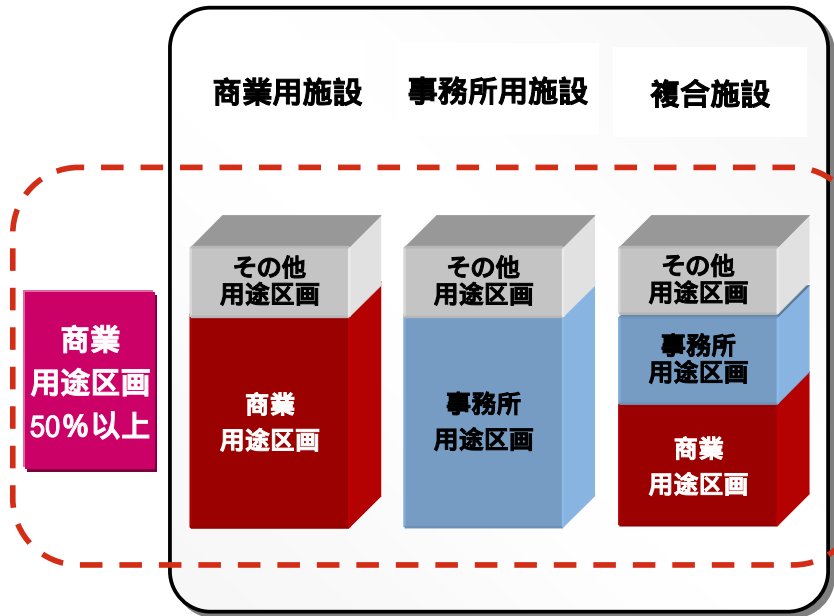 商業用施設
事務所用施設
複合施設
商業
用途区画
50%以上
その他
用途区画
商業
用途区画
その他
用途区画
事務所
用途区画
その他
用途区画
事務所
用途区画
商業
用途区画